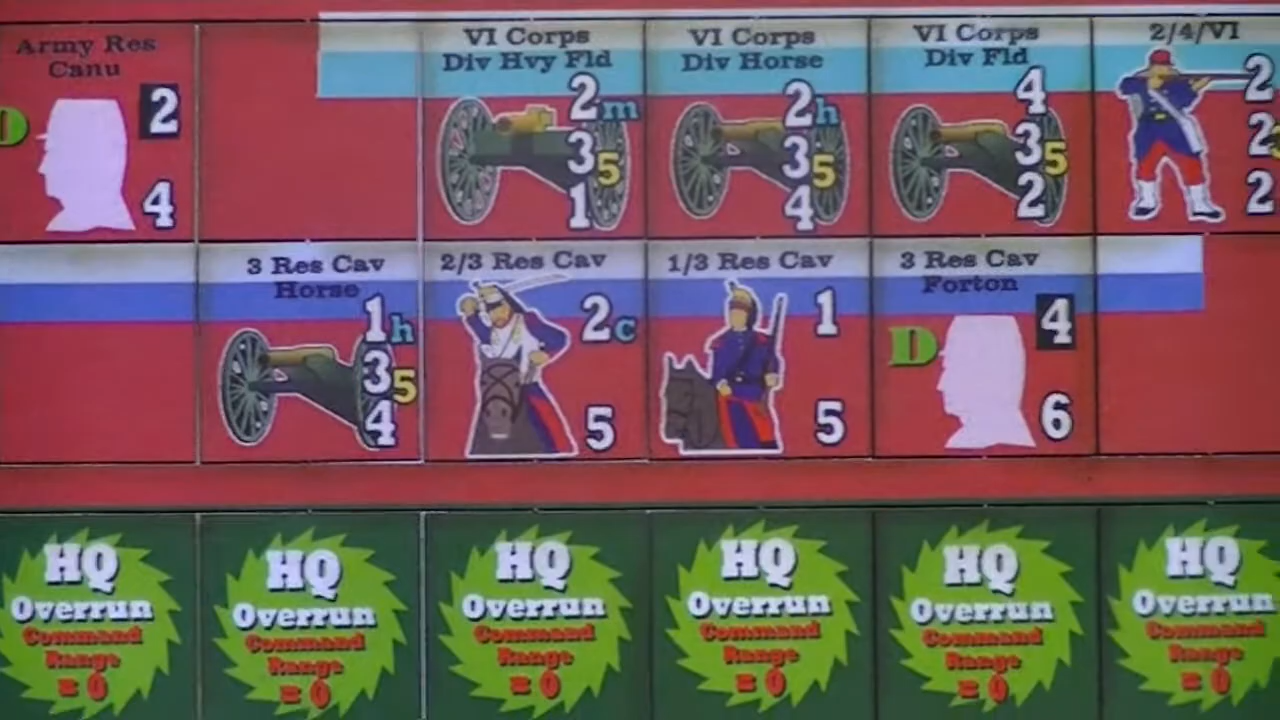 Army Res
Canu
D
2
4
VI Corps
Div Hvy Fld
2m
3 5
1
VI Corps
Div Horse
2h
3 5
4
VI Corps
Div Fld
4
3 5
2
2/4/VI
2
2
2
3 Res Cav
Horse
1h
3 5
4
2/3 Res Cav
2c
5
1/3 Res Cav
1
5
3 Res Cav
Forton
D
4
6
HQ
Overrun
Command
Range
= 0
HQ
Overrun
Command
Range
= 0
HQ
Overrun
Command
Range
= 0
HQ
Overrun
Command
Range
= 0
HQ
Overrun
Command
Range
= 0
HQ
Overrun
Command
Range
= 0